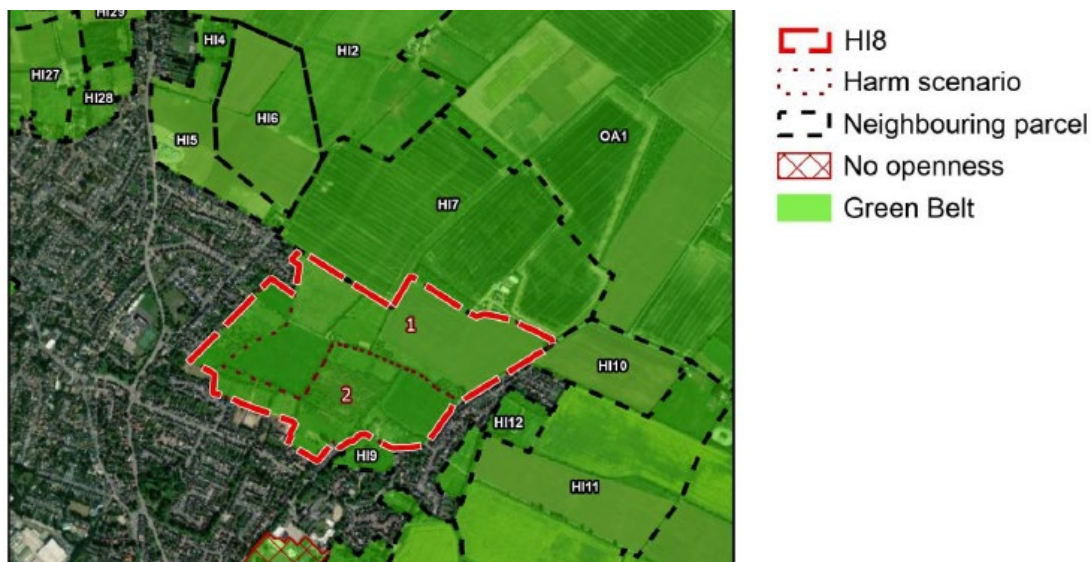 HI29
HI4
HI2
HI27
HI28
HI6
HI5
OA1
HI7
1
HI10
2
HI12
HI9
HI11
HI8
Harm scenario
Neighbouring parcel
No openness
Green Belt